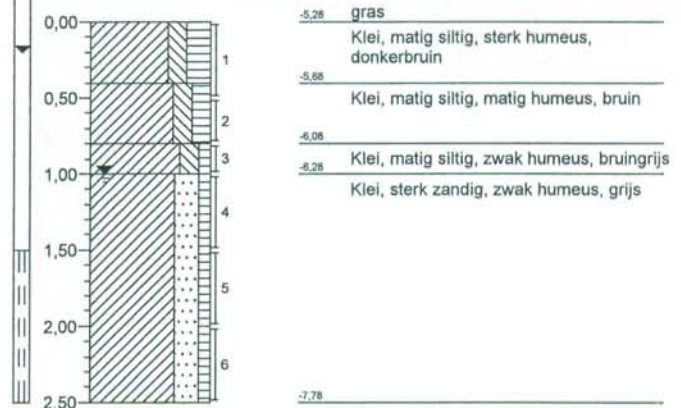 0,00
0,50
1,00
1,50
2,00
2,50
1
2
3
4
5
6
-5,28 gras
Klei, matig siltig, sterk humeus,
donkerbruin
-5,68
Klei, matig siltig, matig humeus, bruin
-6,08
Klei, matig siltig, zwak humeus, bruingrijs
-6,28
Klei, sterk zandig, zwak humeus, grijs
-7,78